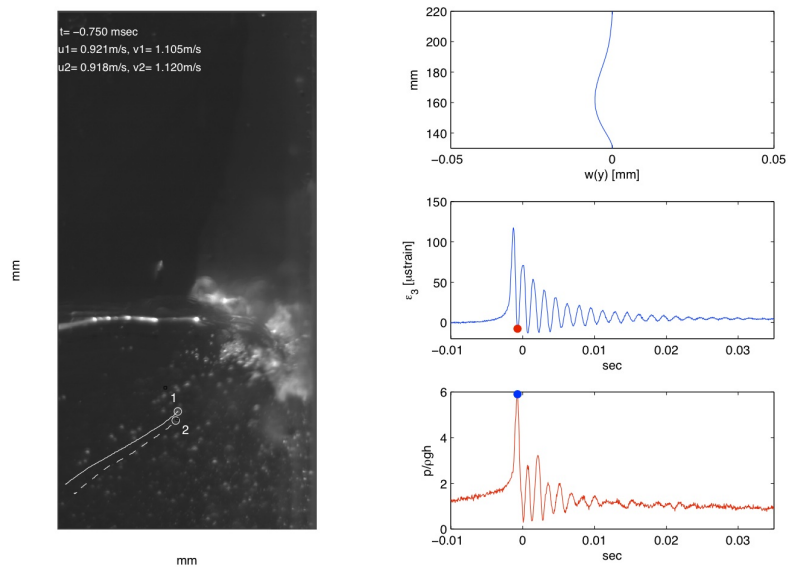 t= −0.750 msec
u1= 0.921m/s, v1= 1.105m/s
u2= 0.918m/s, v2= 1.120m/s
mm
1
2
mm
220
200
180
160
140
mm
−0.05
0
0.05
w(y) [mm]
150
100
50
0
ε3 [μstrain]
−0.01
0
0.01
0.02
0.03
sec
6
4
2
0
p/ρgh
−0.01
0
0.01
0.02
0.03
sec